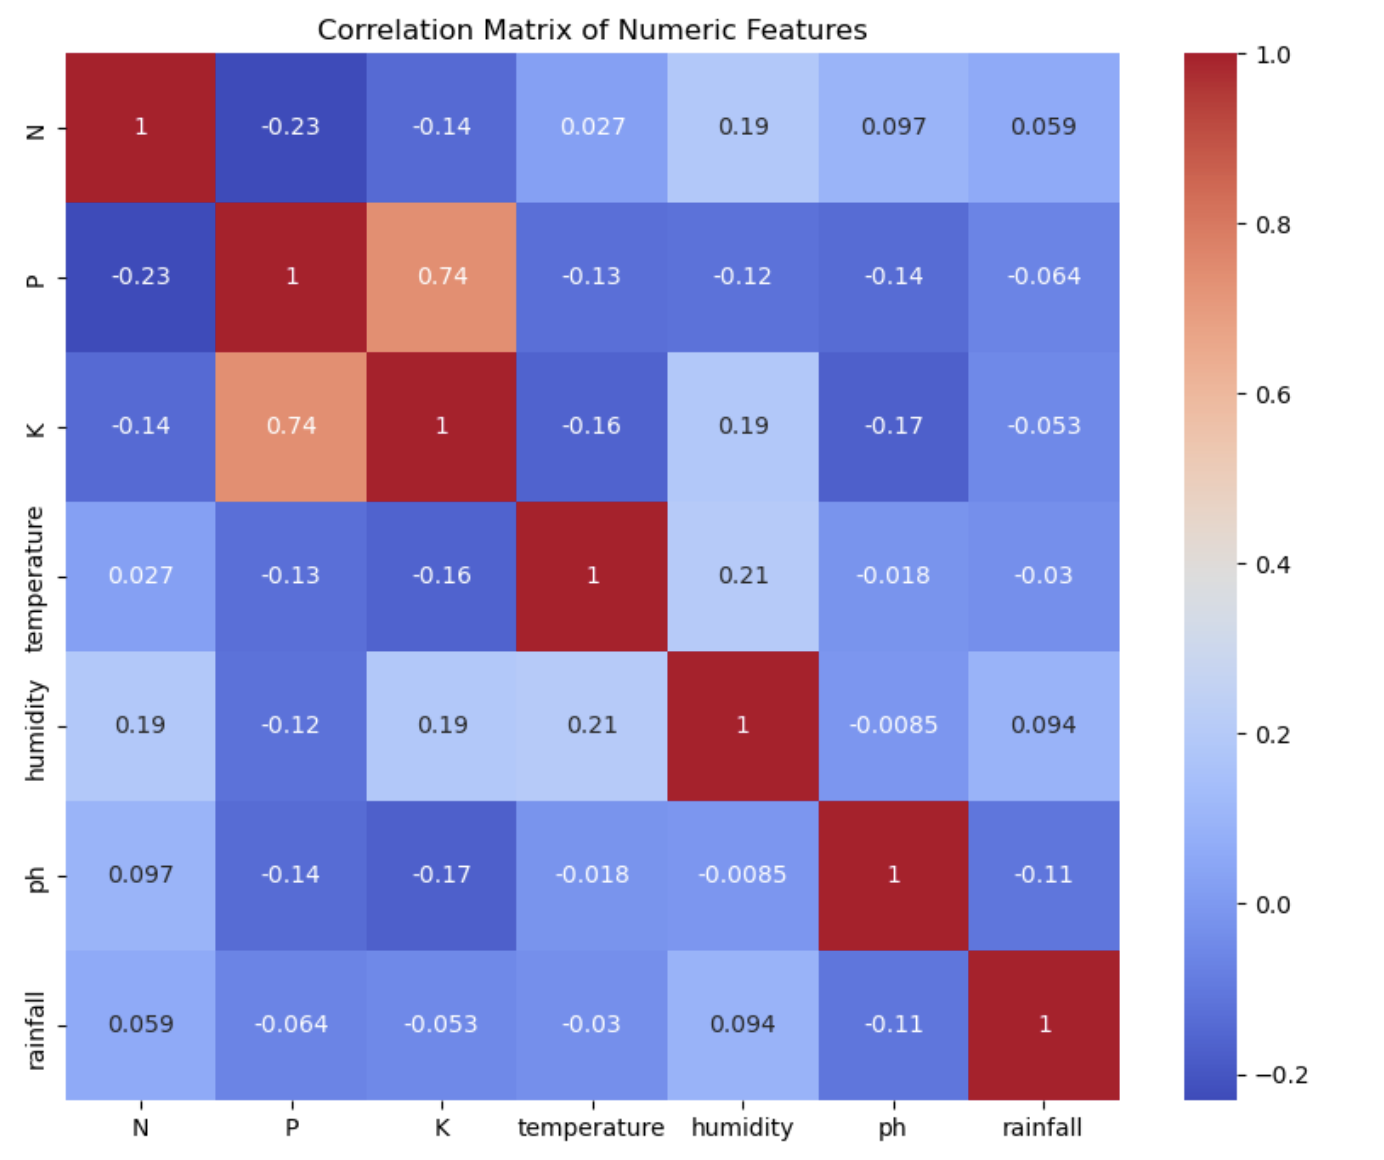 Correlation Matrix of Numeric Features
N 1 -0.23 -0.14 0.027 0.19 0.097 0.059
P -0.23 1 0.74 -0.13 -0.12 -0.14 -0.064
K -0.14 0.74 1 -0.16 0.19 -0.17 -0.053
temperature 0.027 -0.13 -0.16 1 0.21 -0.018 -0.03
humidity 0.19 -0.12 0.19 0.21 1 -0.0085 0.094
ph 0.097 -0.14 -0.17 -0.018 -0.0085 1 -0.11
rainfall 0.059 -0.064 -0.053 -0.03 0.094 -0.11 1
N P K temperature humidity ph rainfall
1.0
0.8
0.6
0.4
0.2
0.0
−0.2